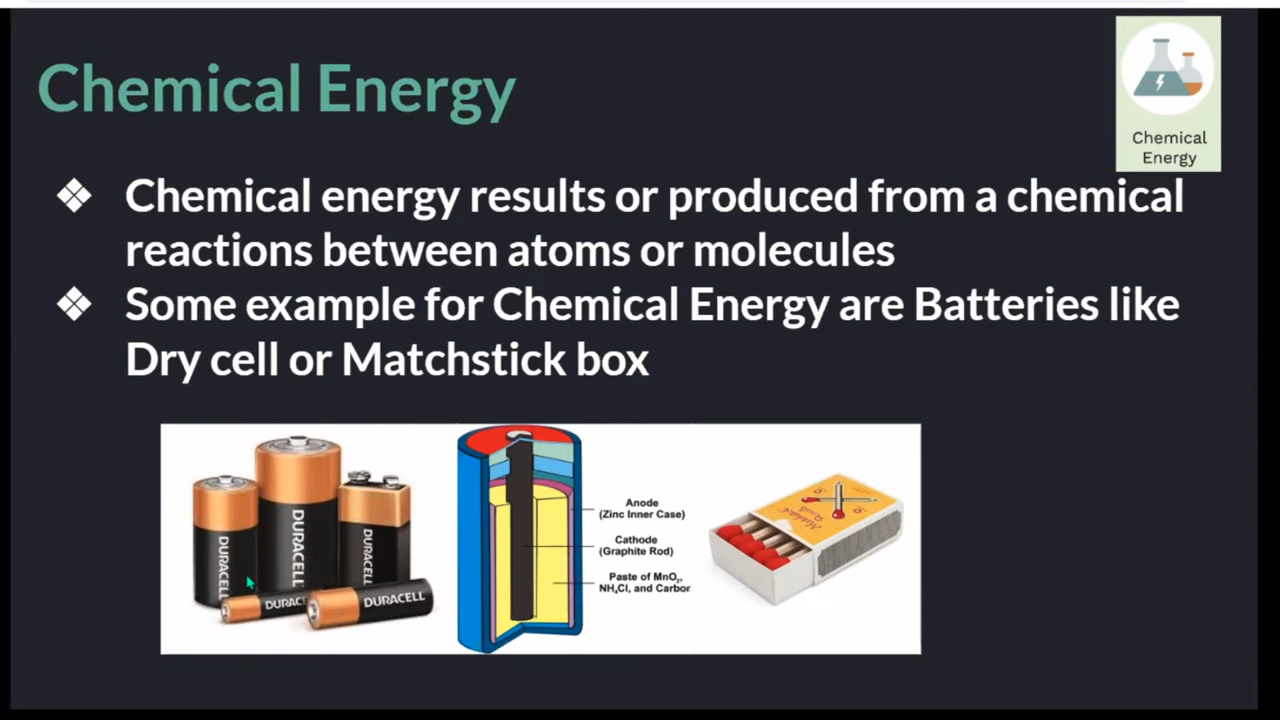 Chemical Energy
Chemical
Energy
❖ Chemical energy results or produced from a chemical
reactions between atoms or molecules
❖ Some example for Chemical Energy are Batteries like
Dry cell or Matchstick box
DURACELL
DURACELL
DURACELL
DURACE
DURACELL
Anode
(Zinc Inner Case)
Cathode
(Graphite Rod)
Paste of MnO₂,
NH₄Cl, and Carbor